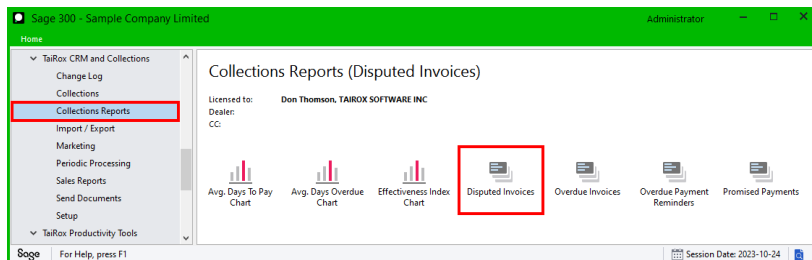 Sage 300 - Sample Company Limited
Administrator
Home
TaiRox CRM and Collections
Change Log
Collections
Collections Reports
Import / Export
Marketing
Periodic Processing
Sales Reports
Send Documents
Setup
TaiRox Productivity Tools
Collections Reports (Disputed Invoices)
Licensed to: Don Thomson, TAIROX SOFTWARE INC
Dealer:
CC:
Avg. Days To Pay
Chart
Avg. Days Overdue
Chart
Effectiveness Index
Chart
Disputed Invoices
Overdue Invoices
Overdue Payment
Reminders
Promised Payments
Sage
For Help, press F1
Session Date: 2023-10-24